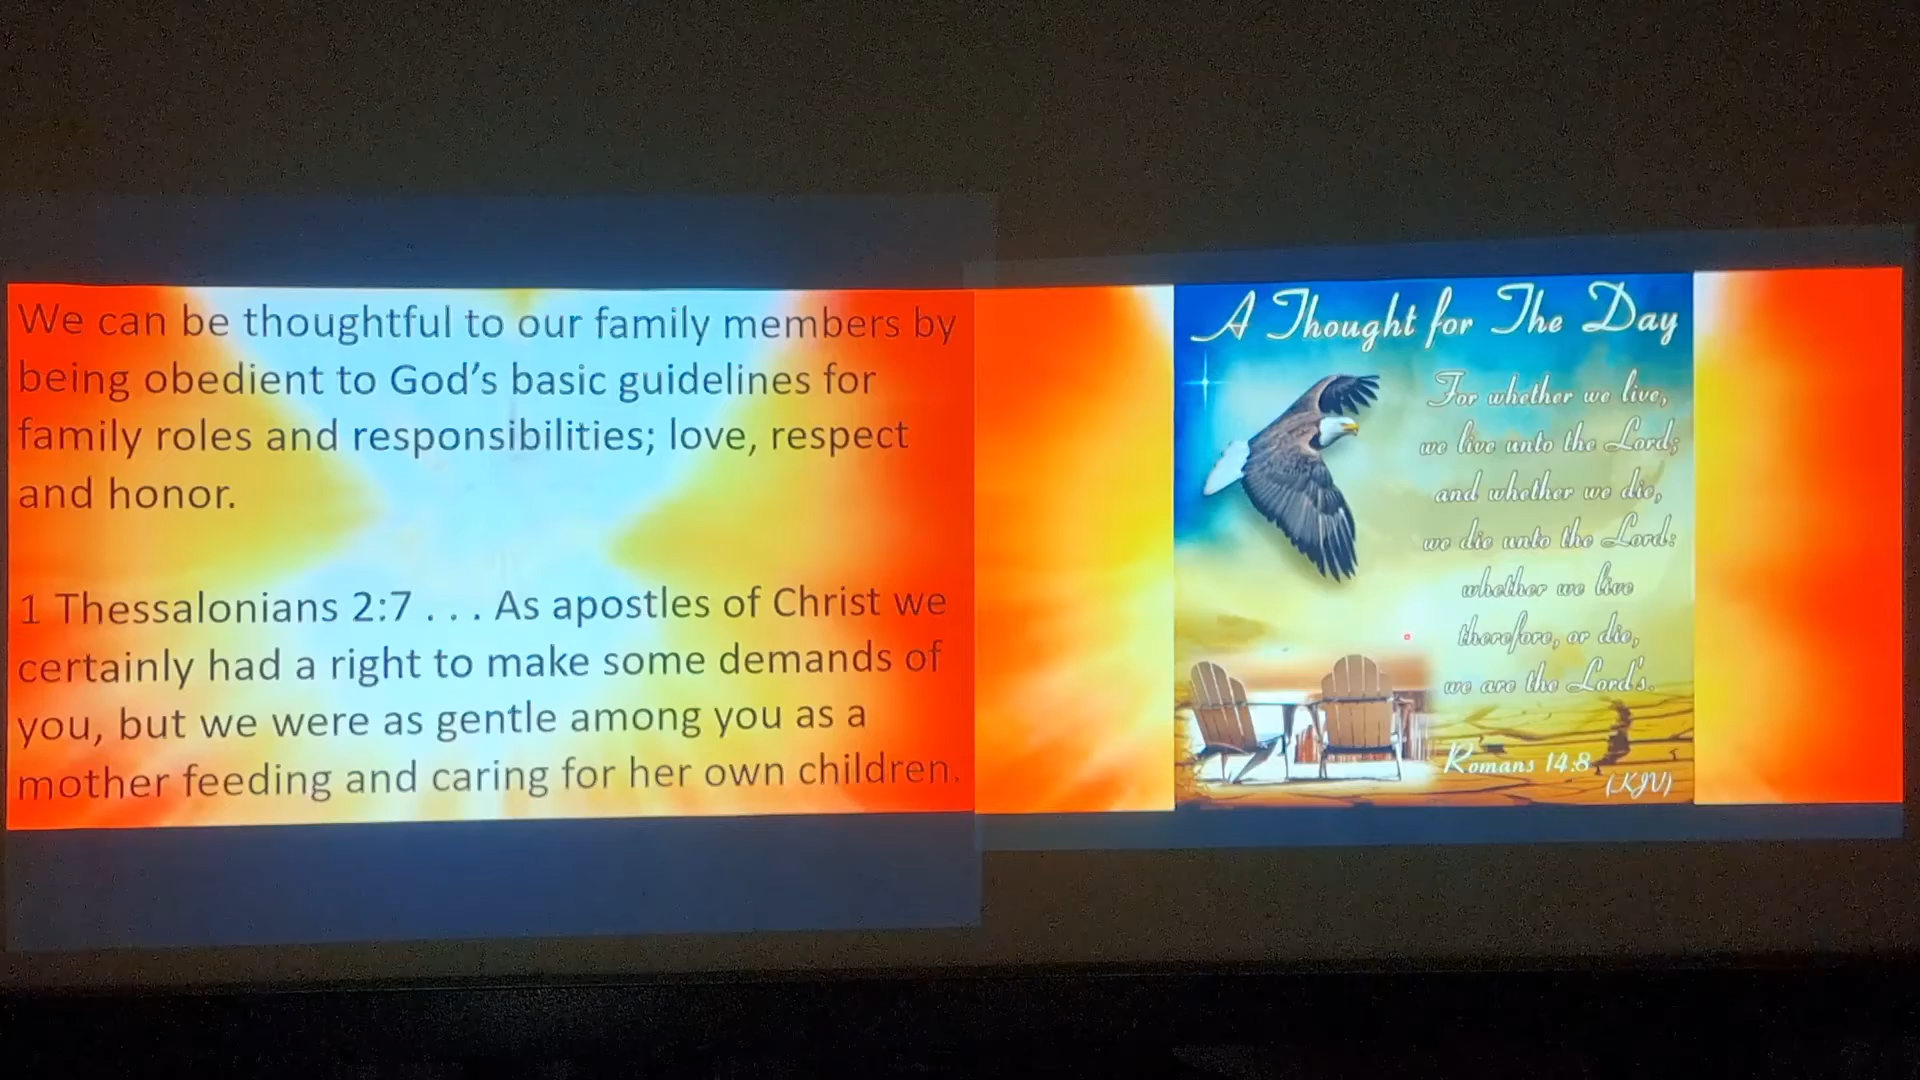 We can be thoughtful to our family members by
being obedient to God's basic guidelines for
family roles and responsibilities; love, respect
and honor.
1 Thessalonians 2:7 . . . As apostles of Christ we
certainly had a right to make some demands of
you, but we were as gentle among you as a
mother feeding and caring for her own children.
A Thought for The Day
For whether we live,
we live unto the Lord;
and whether we die,
we die unto the Lord:
whether we live
therefore, or die,
we are the Lord's.
Romans 14:8
(KJV)